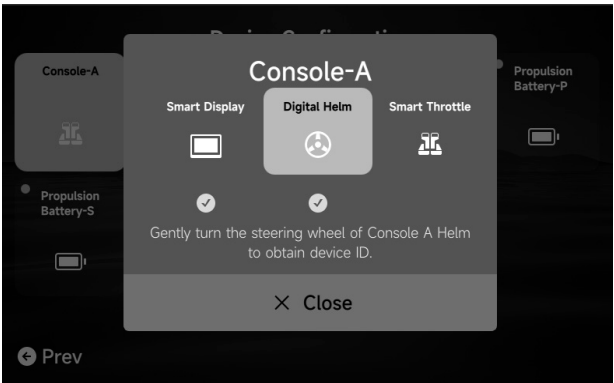 Console-A
Console-A
Smart Display
Digital Helm
Smart Throttle
Propulsion
Battery-P
Propulsion
Battery-S
Gently turn the steering wheel of Console A Helm
to obtain device ID.
Close
Prev